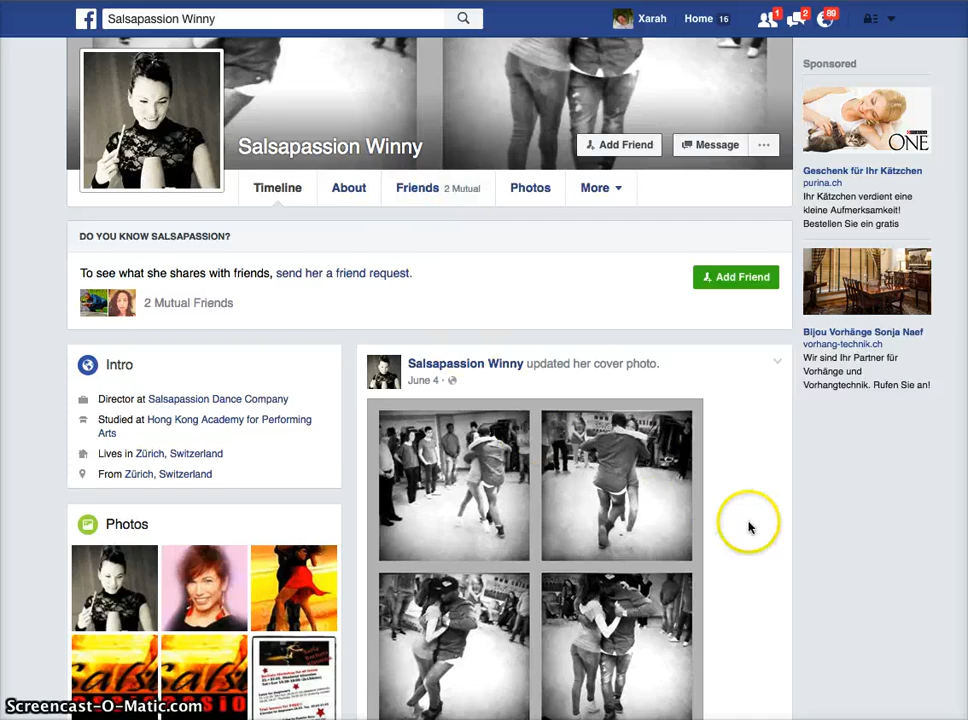 Salsapassion Winny
Xarah
Home 16
1
2
89
Salsapassion Winny
Add Friend
Message
Timeline
About
Friends 2 Mutual
Photos
More
DO YOU KNOW SALSAPASSION?
To see what she shares with friends, send her a friend request.
Add Friend
2 Mutual Friends
Intro
Director at Salsapassion Dance Company
Studied at Hong Kong Academy for Performing
Arts
Lives in Zürich, Switzerland
From Zürich, Switzerland
Photos
Salsapassion Winny updated her cover photo.
June 4
Sponsored
ONE
Geschenk für Ihr Kätzchen
purina.ch
Ihr Kätzchen verdient eine
kleine Aufmerksamkeit!
Bestellen Sie ein gratis
Bijou Vorhänge Sonja Naef
vorhang-technik.ch
Wir sind Ihr Partner für
Vorhänge und
Vorhangtechnik. Rufen Sie an!
Screencast-O-Matic.com